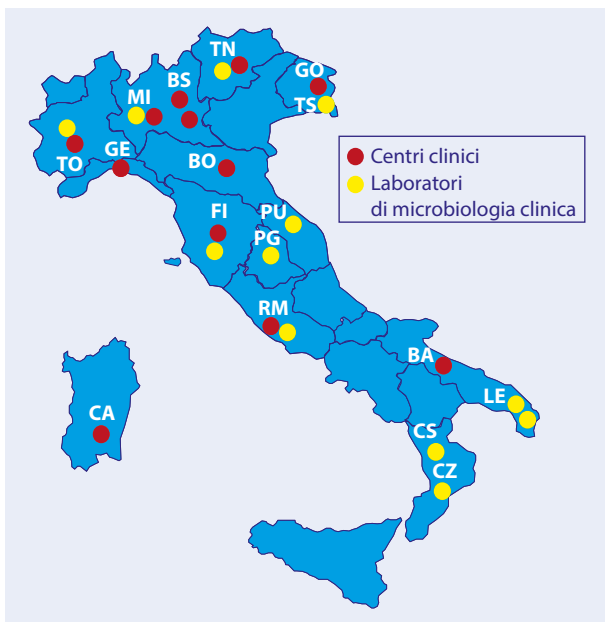 TN
BS
GO
MI
TS
TO
GE
BO
Centri clinici
Laboratori
di microbiologia clinica
FI
PU
PG
RM
BA
LE
CA
CS
CZ